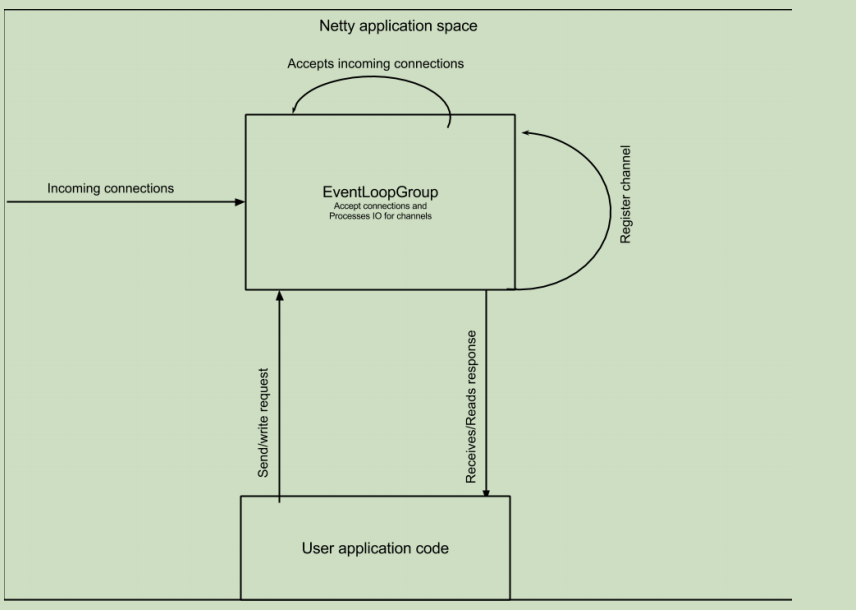 Netty application space
Accepts incoming connections
Incoming connections
EventLoopGroup
Accept connections and
Processes IO for channels
Register channel
Send/write request
Receives/Reads response
User application code